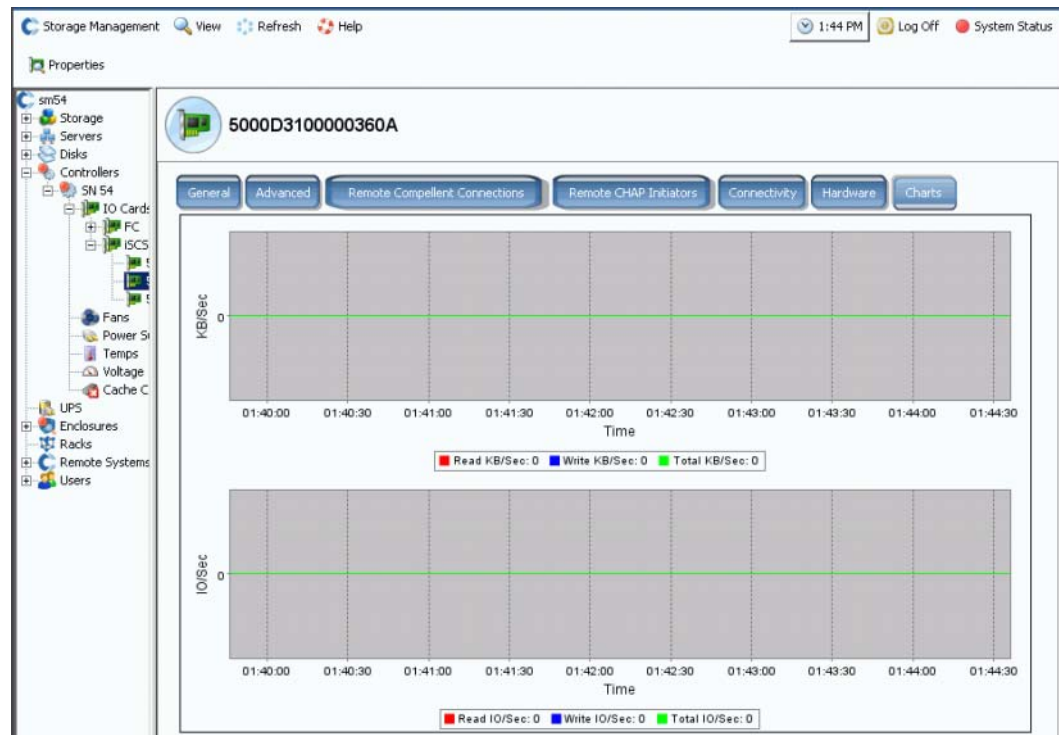 Storage Management View Refresh Help 1:44 PM Log Off System Status
Properties
sm54
Storage
Servers
Disks
Controllers
SN 54
IO Cards
FC
iSCS
5
5
5
Fans
Power S
Temps
Voltage
Cache C
UPS
Enclosures
Racks
Remote Systems
Users
5000D3100000360A
General Advanced Remote Compellent Connections Remote CHAP Initiators Connectivity Hardware Charts
KB/Sec
0
01:40:00 01:40:30 01:41:00 01:41:30 01:42:00 01:42:30 01:43:00 01:43:30 01:44:00 01:44:30
Time
Read KB/Sec: 0 Write KB/Sec: 0 Total KB/Sec: 0
IO/Sec
0
01:40:00 01:40:30 01:41:00 01:41:30 01:42:00 01:42:30 01:43:00 01:43:30 01:44:00 01:44:30
Time
Read IO/Sec: 0 Write IO/Sec: 0 Total IO/Sec: 0